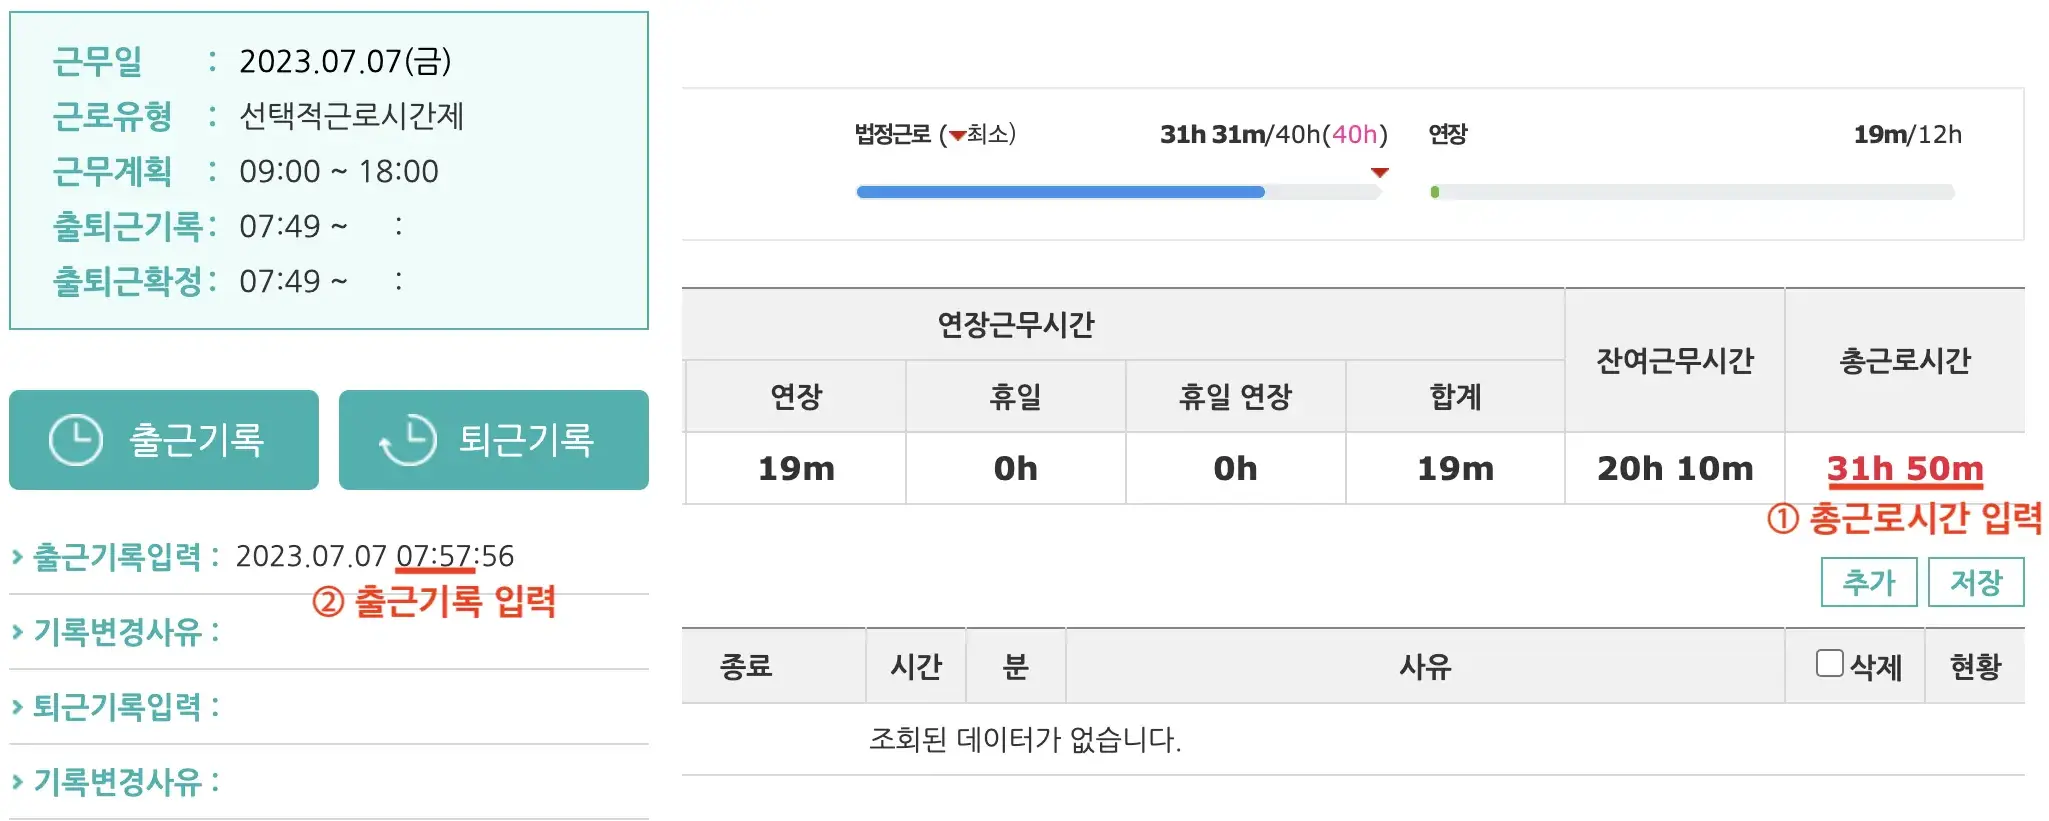 근무일 : 2023.07.07(금)
근로유형 : 선택적근로시간제
근무계획 : 09:00 ~ 18:00
출퇴근기록 : 07:49 ~ :
출퇴근확정 : 07:49 ~ :
출근기록 퇴근기록
출근기록입력 : 2023.07.07 07:57:56
② 출근기록 입력
기록변경사유 :
퇴근기록입력 :
기록변경사유 :
법정근로 (최소) 31h 31m/40h(40h) 연장 19m/12h
연장근무시간 잔여근무시간 총근로시간
연장 휴일 휴일 연장 합계
19m 0h 0h 19m 20h 10m 31h 50m
① 총근로시간 입력
추가 저장
종료 시간 분 사유 삭제 현황
조회된 데이터가 없습니다.